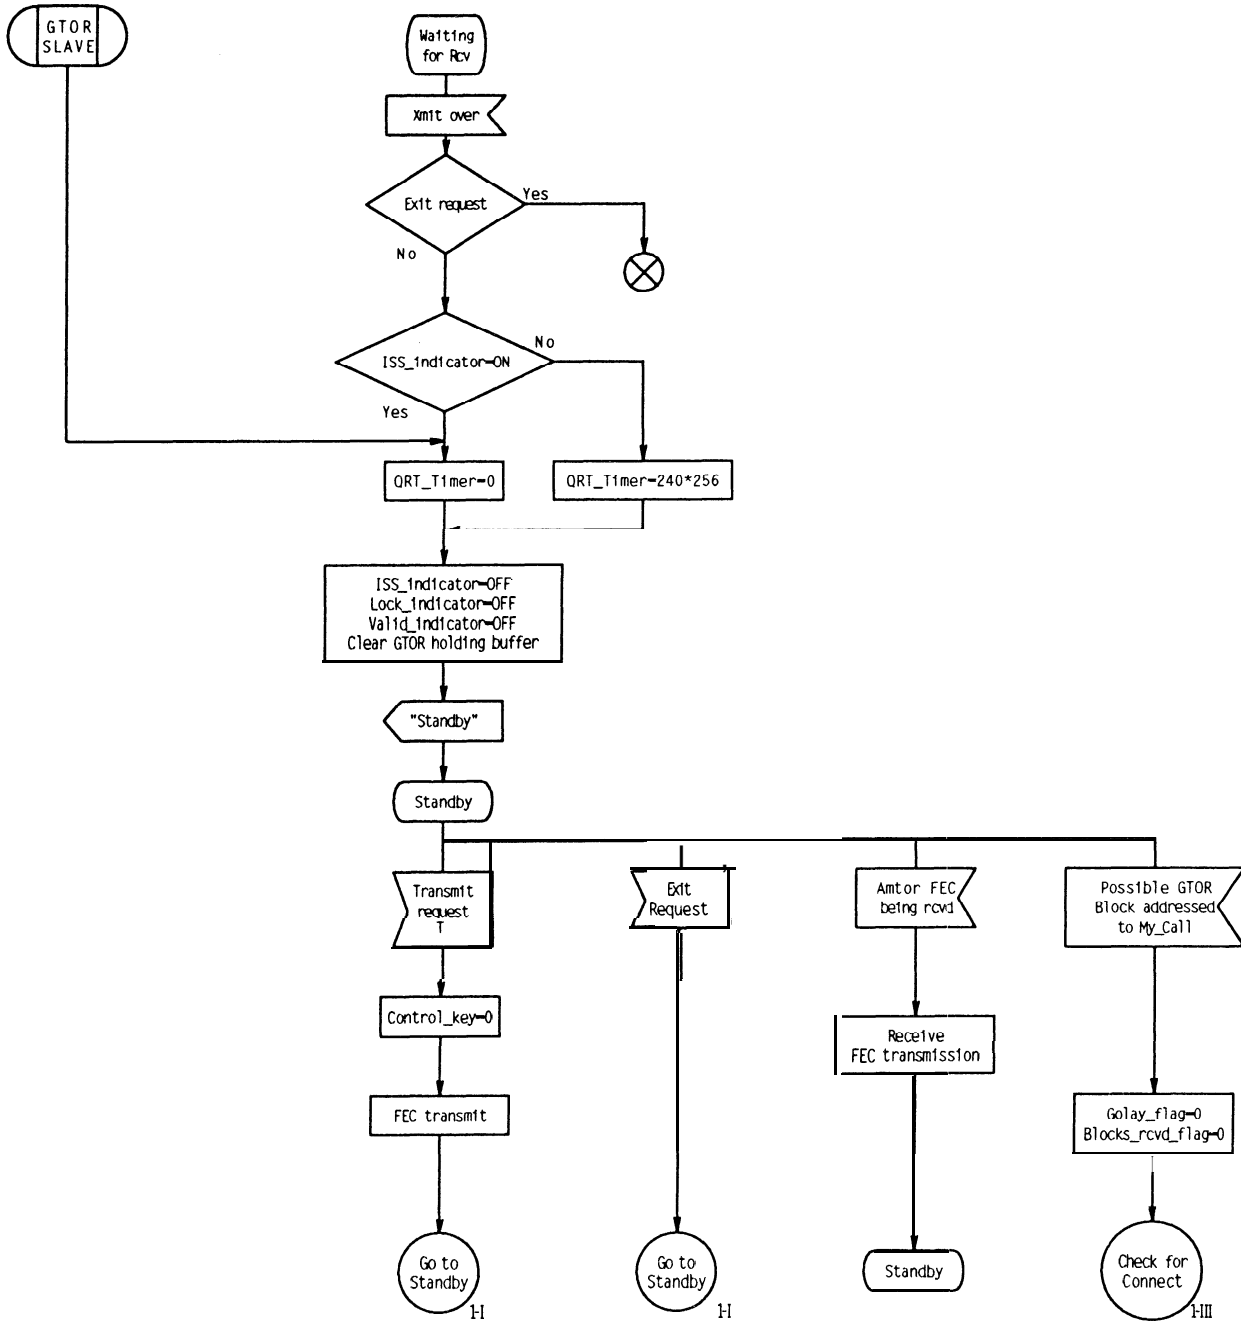 GTOR
SLAVE
Waiting
for Rcv
Xmit over
Exit request
Yes
No
ISS_indicator=ON
No
Yes
QRT_Timer=0
QRT_Timer=240*256
ISS_indicator=OFF
Lock_indicator=OFF
Valid_indicator=OFF
Clear GTOR holding buffer
"Standby"
Standby
Transmit
request
T
Exit
Request
Amtor FEC
being rcvd
Possible GTOR
Block addressed
to My_Call
Control_key=0
Receive
FEC transmission
FEC transmit
Golay_flag=0
Blocks_rcvd_flag=0
Go to
Standby
1-I
Go to
Standby
1-I
Standby
Check for
Connect
1-III